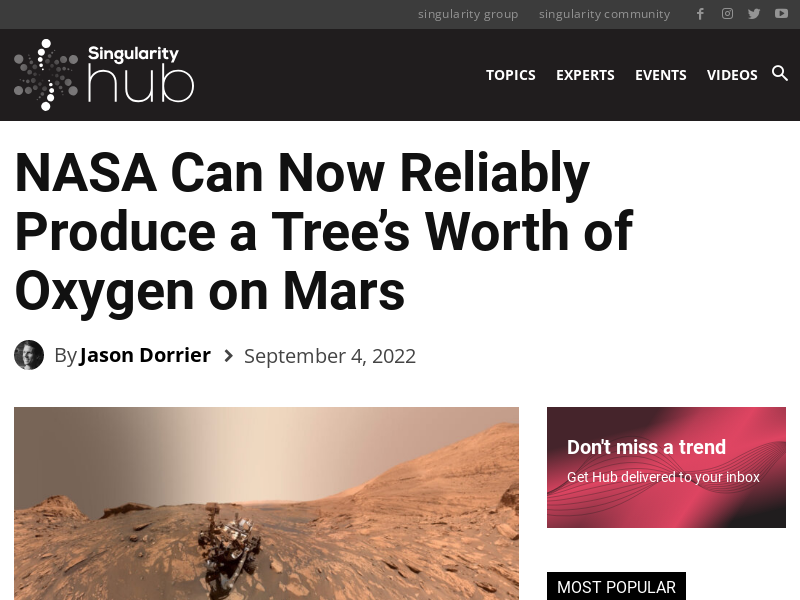 singularity group singularity community
Singularity
hub
TOPICS EXPERTS EVENTS VIDEOS
NASA Can Now Reliably
Produce a Tree’s Worth of
Oxygen on Mars
By Jason Dorrier September 4, 2022
Don't miss a trend
Get Hub delivered to your inbox
MOST POPULAR